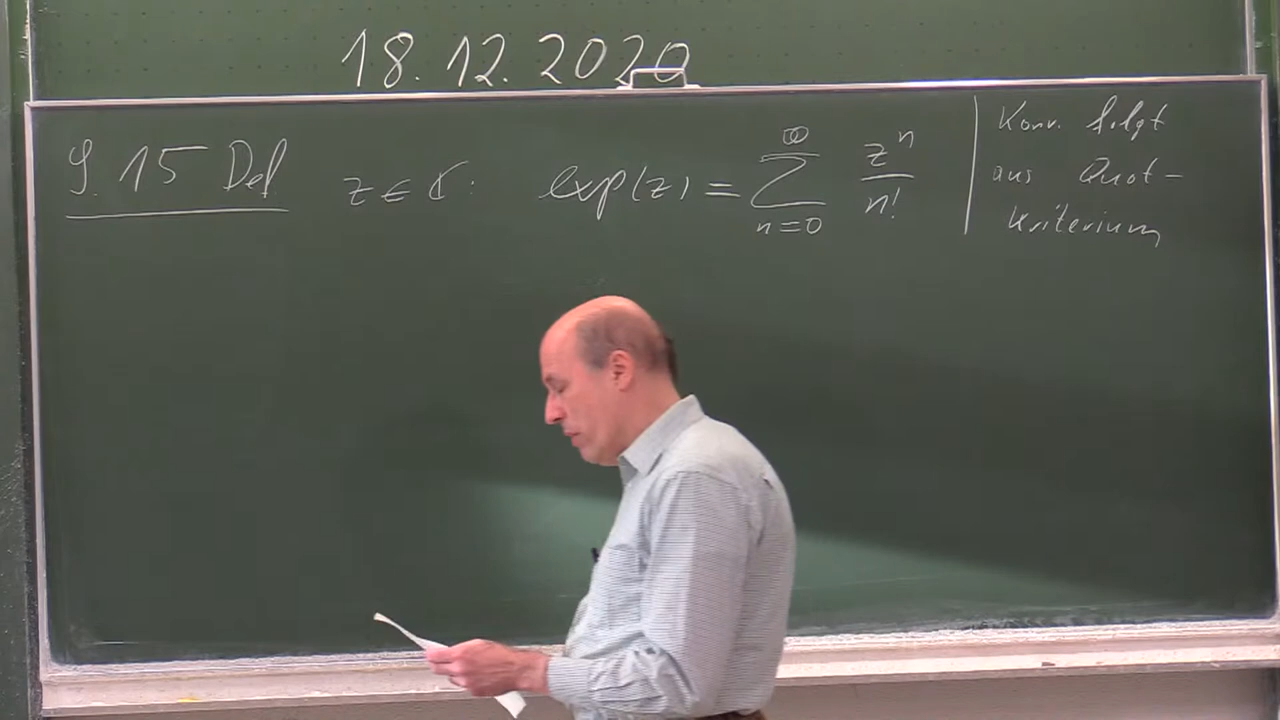 18.12.2020
9.15 Def z ∈ ℂ: exp(z) = ∑_{n=0}^{∞} z^n/n!
Konv. folgt
aus Quot-
kriterium